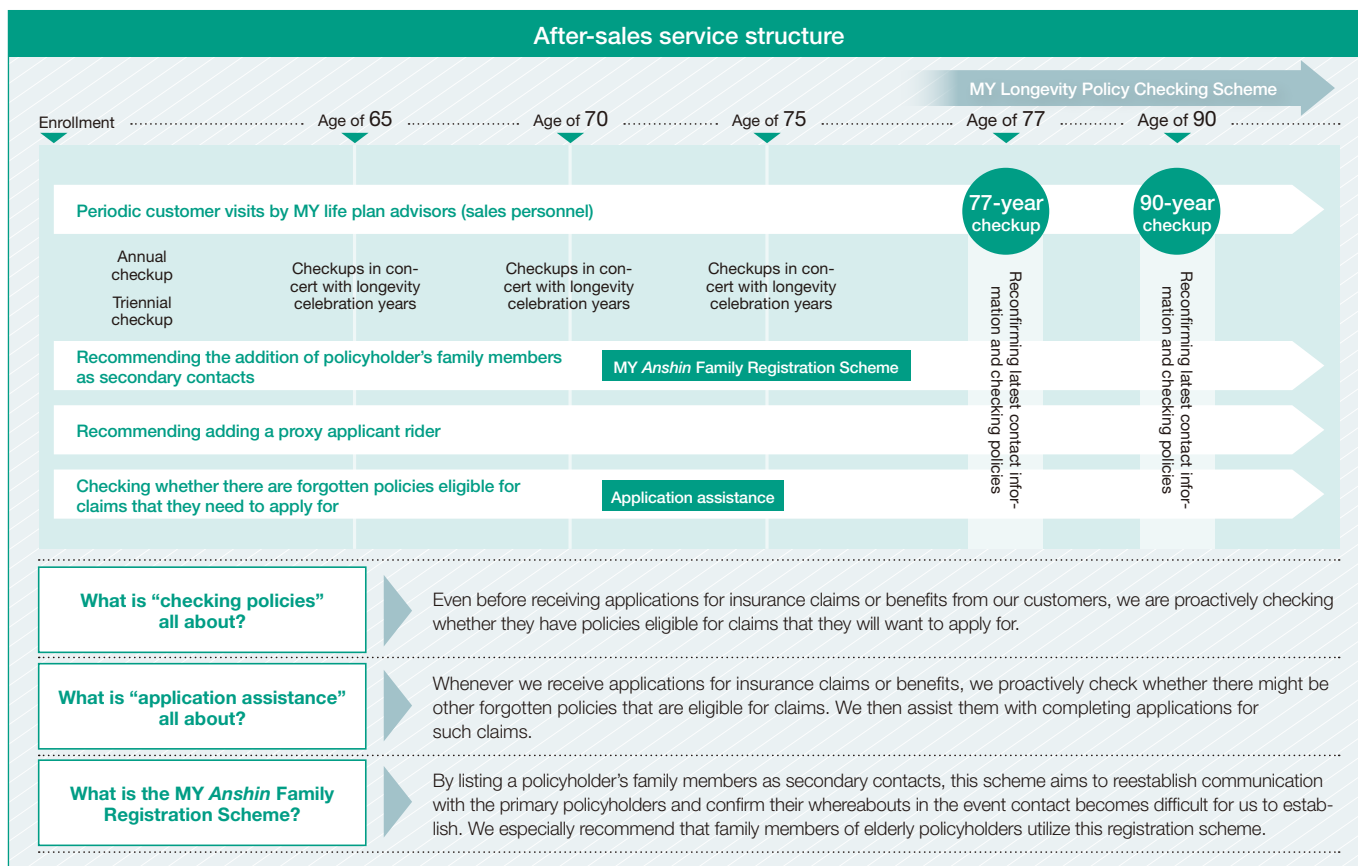 After-sales service structure
MY Longevity Policy Checking Scheme
Enrollment
Age of 65
Age of 70
Age of 75
Age of 77
Age of 90
Periodic customer visits by MY life plan advisors (sales personnel)
77-year
checkup
90-year
checkup
Annual
checkup
Triennial
checkup
Checkups in con-
cert with longevity
celebration years
Checkups in con-
cert with longevity
celebration years
Checkups in con-
cert with longevity
celebration years
Reconfirming latest contact infor-
mation and checking policies
Reconfirming latest contact infor-
mation and checking policies
Recommending the addition of policyholder's family members
as secondary contacts
MY Anshin Family Registration Scheme
Recommending adding a proxy applicant rider
Checking whether there are forgotten policies eligible for
claims that they need to apply for
Application assistance
What is “checking policies”
all about?
Even before receiving applications for insurance claims or benefits from our customers, we are proactively checking
whether they have policies eligible for claims that they will want to apply for.
What is “application assistance”
all about?
Whenever we receive applications for insurance claims or benefits, we proactively check whether there might be
other forgotten policies that are eligible for claims. We then assist them with completing applications for
such claims.
What is the MY Anshin Family
Registration Scheme?
By listing a policyholder's family members as secondary contacts, this scheme aims to reestablish communication
with the primary policyholders and confirm their whereabouts in the event contact becomes difficult for us to estab-
lish. We especially recommend that family members of elderly policyholders utilize this registration scheme.